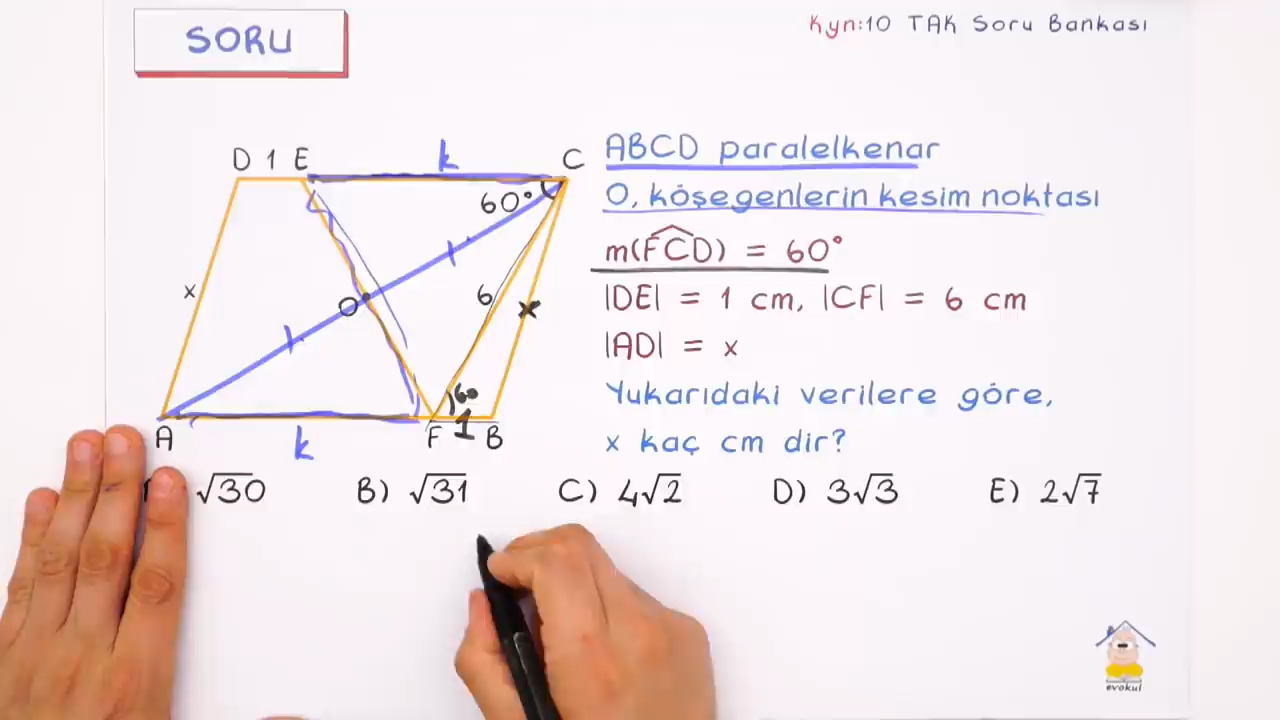 SORU
Kyn:10 TAK Soru Bankası
D 1 E
k
C
60°
x
O
6
x
60
A
k
F
1
B
ABCD paralelkenar
O, köşegenlerin kesim noktası
m(FCD) = 60°
|DE| = 1 cm, |CF| = 6 cm
|AD| = x
Yukarıdaki verilere göre,
x kaç cm dir?
√30 B) √31 C) 4√2 D) 3√3 E) 2√7
evokul